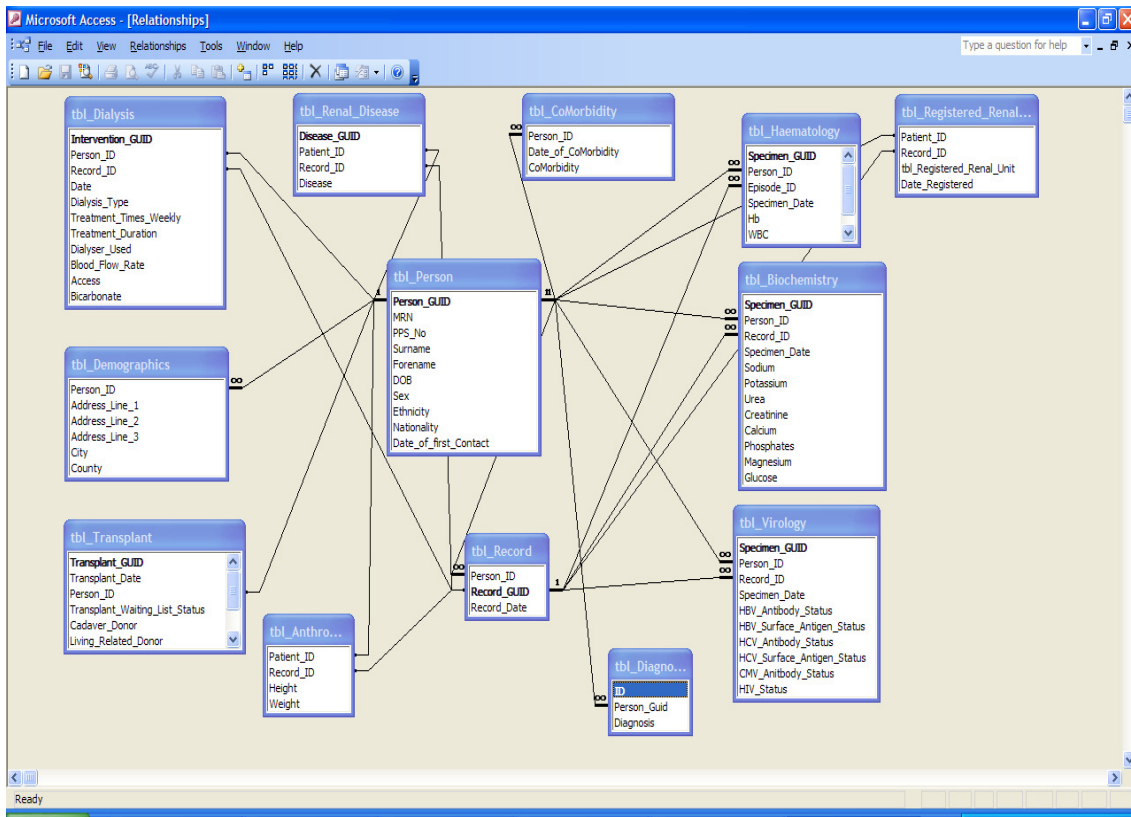 Microsoft Access - [Relationships]
File Edit View Relationships Tools Window Help
Type a question for help
tbl_Dialysis
Intervention_GUID
Person_ID
Record_ID
Date
Dialysis_Type
Treatment_Times_Weekly
Treatment_Duration
Dialyser_Used
Blood_Flow_Rate
Access
Bicarbonate
tbl_Renal_Disease
Disease_GUID
Patient_ID
Record_ID
Disease
tbl_CoMorbidity
Person_ID
Date_of_CoMorbidity
CoMorbidity
∞
tbl_Haematology
Specimen_GUID
Person_ID
Episode_ID
Specimen_Date
Hb
WBC
∞
∞
tbl_Registered_Renal...
Patient_ID
Record_ID
tbl_Registered_Renal_Unit
Date_Registered
tbl_Person
Person_GUID
MRN
PPS_No
Surname
Forename
DOB
Sex
Ethnicity
Nationality
Date_of_first_Contact
1
11
tbl_Biochemistry
Specimen_GUID
Person_ID
Record_ID
Specimen_Date
Sodium
Potassium
Urea
Creatinine
Calcium
Phosphates
Magnesium
Glucose
∞
∞
tbl_Demographics
Person_ID
Address_Line_1
Address_Line_2
Address_Line_3
City
County
∞
tbl_Transplant
Transplant_GUID
Transplant_Date
Person_ID
Transplant_Waiting_List_Status
Cadaver_Donor
Living_Related_Donor
tbl_Record
Person_ID
Record_GUID
Record_Date
∞
1
tbl_Virology
Specimen_GUID
Person_ID
Record_ID
Specimen_Date
HBV_Antibody_Status
HBV_Surface_Antigen_Status
HCV_Antibody_Status
HCV_Surface_Antigen_Status
CMV_Anitbody_Status
HIV_Status
∞
∞
tbl_Anthro...
Patient_ID
Record_ID
Height
Weight
tbl_Diagno...
ID
Person_Guid
Diagnosis
∞
Ready